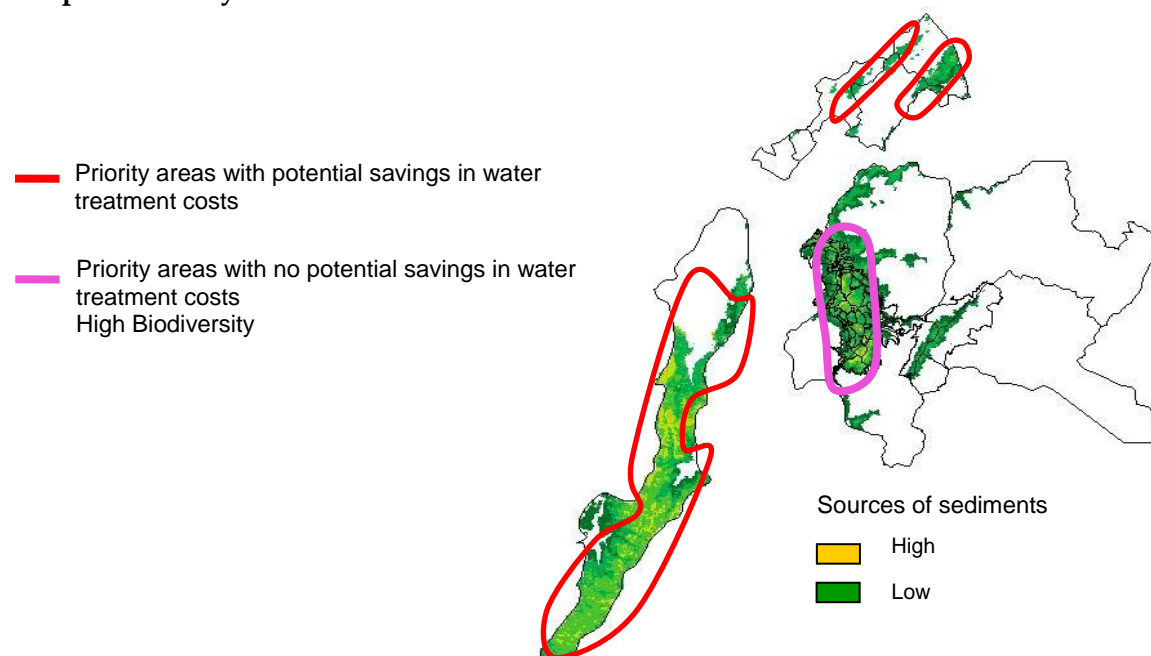 Priority areas with potential savings in water
treatment costs
Priority areas with no potential savings in water
treatment costs
High Biodiversity
Sources of sediments
High
Low